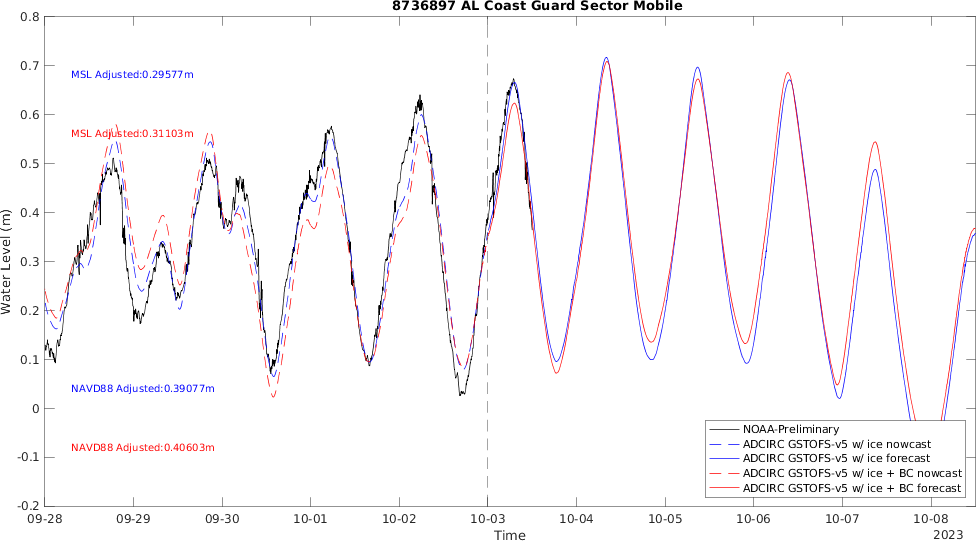 8736897 AL Coast Guard Sector Mobile
0.8
0.7
MSL Adjusted:0.29577m
0.6
MSL Adjusted:0.31103m
0.5
0.4
Water Level (m)
0.3
0.2
0.1
NAVD88 Adjusted:0.39077m
0
NAVD88 Adjusted:0.40603m
-0.1
-0.2
NOAA-Preliminary
ADCIRC GSTOFS-v5 w/ ice nowcast
ADCIRC GSTOFS-v5 w/ ice forecast
ADCIRC GSTOFS-v5 w/ ice + BC nowcast
ADCIRC GSTOFS-v5 w/ ice + BC forecast
09-28 09-29 09-30 10-01 10-02 10-03 10-04 10-05 10-06 10-07 10-08
Time
2023